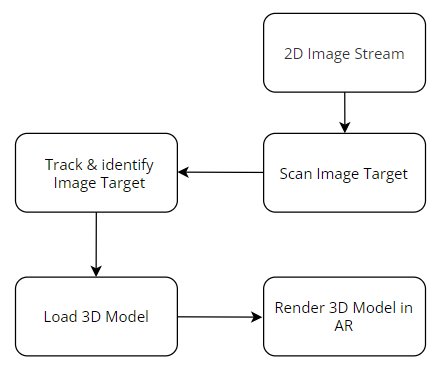 2D Image Stream
Scan Image Target
Track & identify
Image Target
Load 3D Model
Render 3D Model in
AR